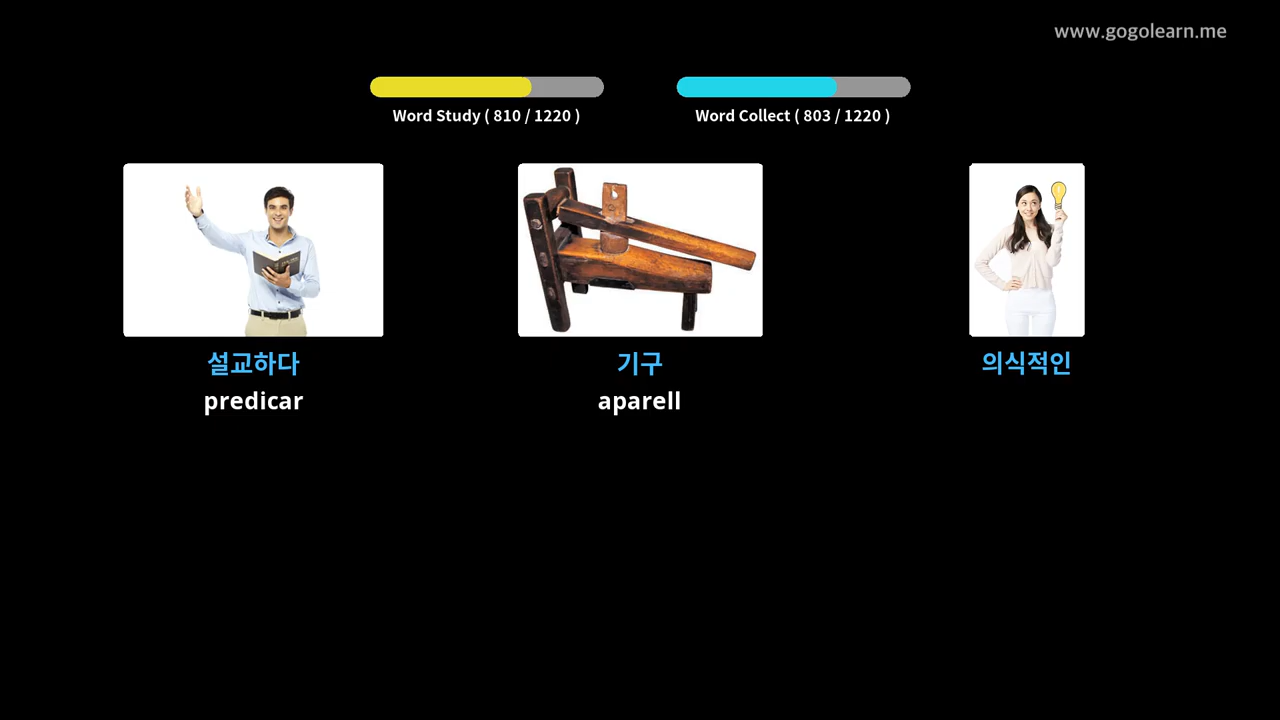 www.gogolearn.me
Word Study ( 810 / 1220 )
Word Collect ( 803 / 1220 )
설교하다
predicar
기구
aparell
의식적인